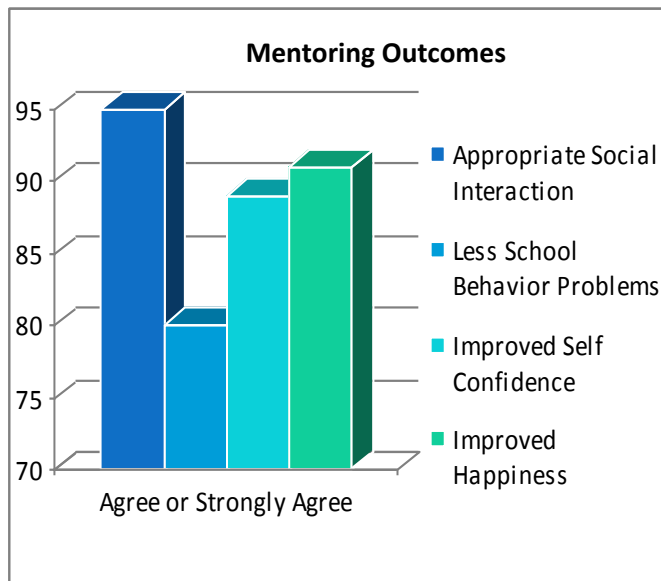 Mentoring Outcomes
95
90
85
80
75
70
Agree or Strongly Agree
Appropriate Social
Interaction
Less School
Behavior Problems
Improved Self
Confidence
Improved
Happiness